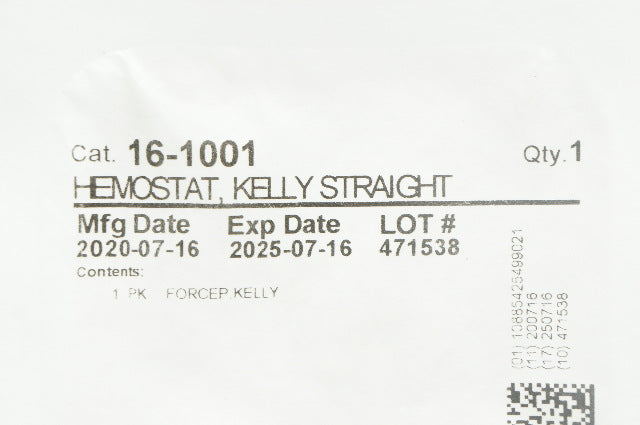 Cat. 16-1001 Qty. 1
HEMOSTAT, KELLY STRAIGHT
Mfg Date Exp Date LOT #
2020-07-16 2025-07-16 471538
Contents:
1 PK FORCEP,KELLY
(01) 10885425499021
(11) 200716
(17) 250716
(10) 471538